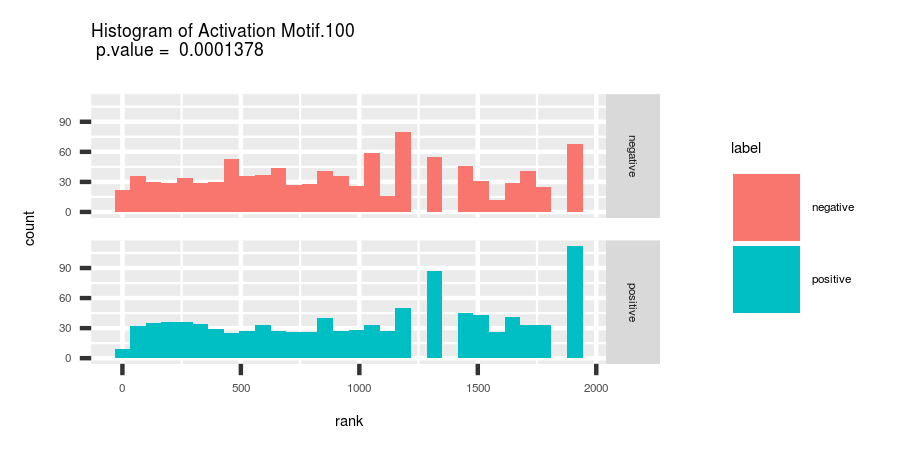 Histogram of Activation Motif.100
p.value =  0.0001378
count
90
60
30
0
negative
90
60
30
0
positive
0
500
1000
1500
2000
rank
label
negative
positive